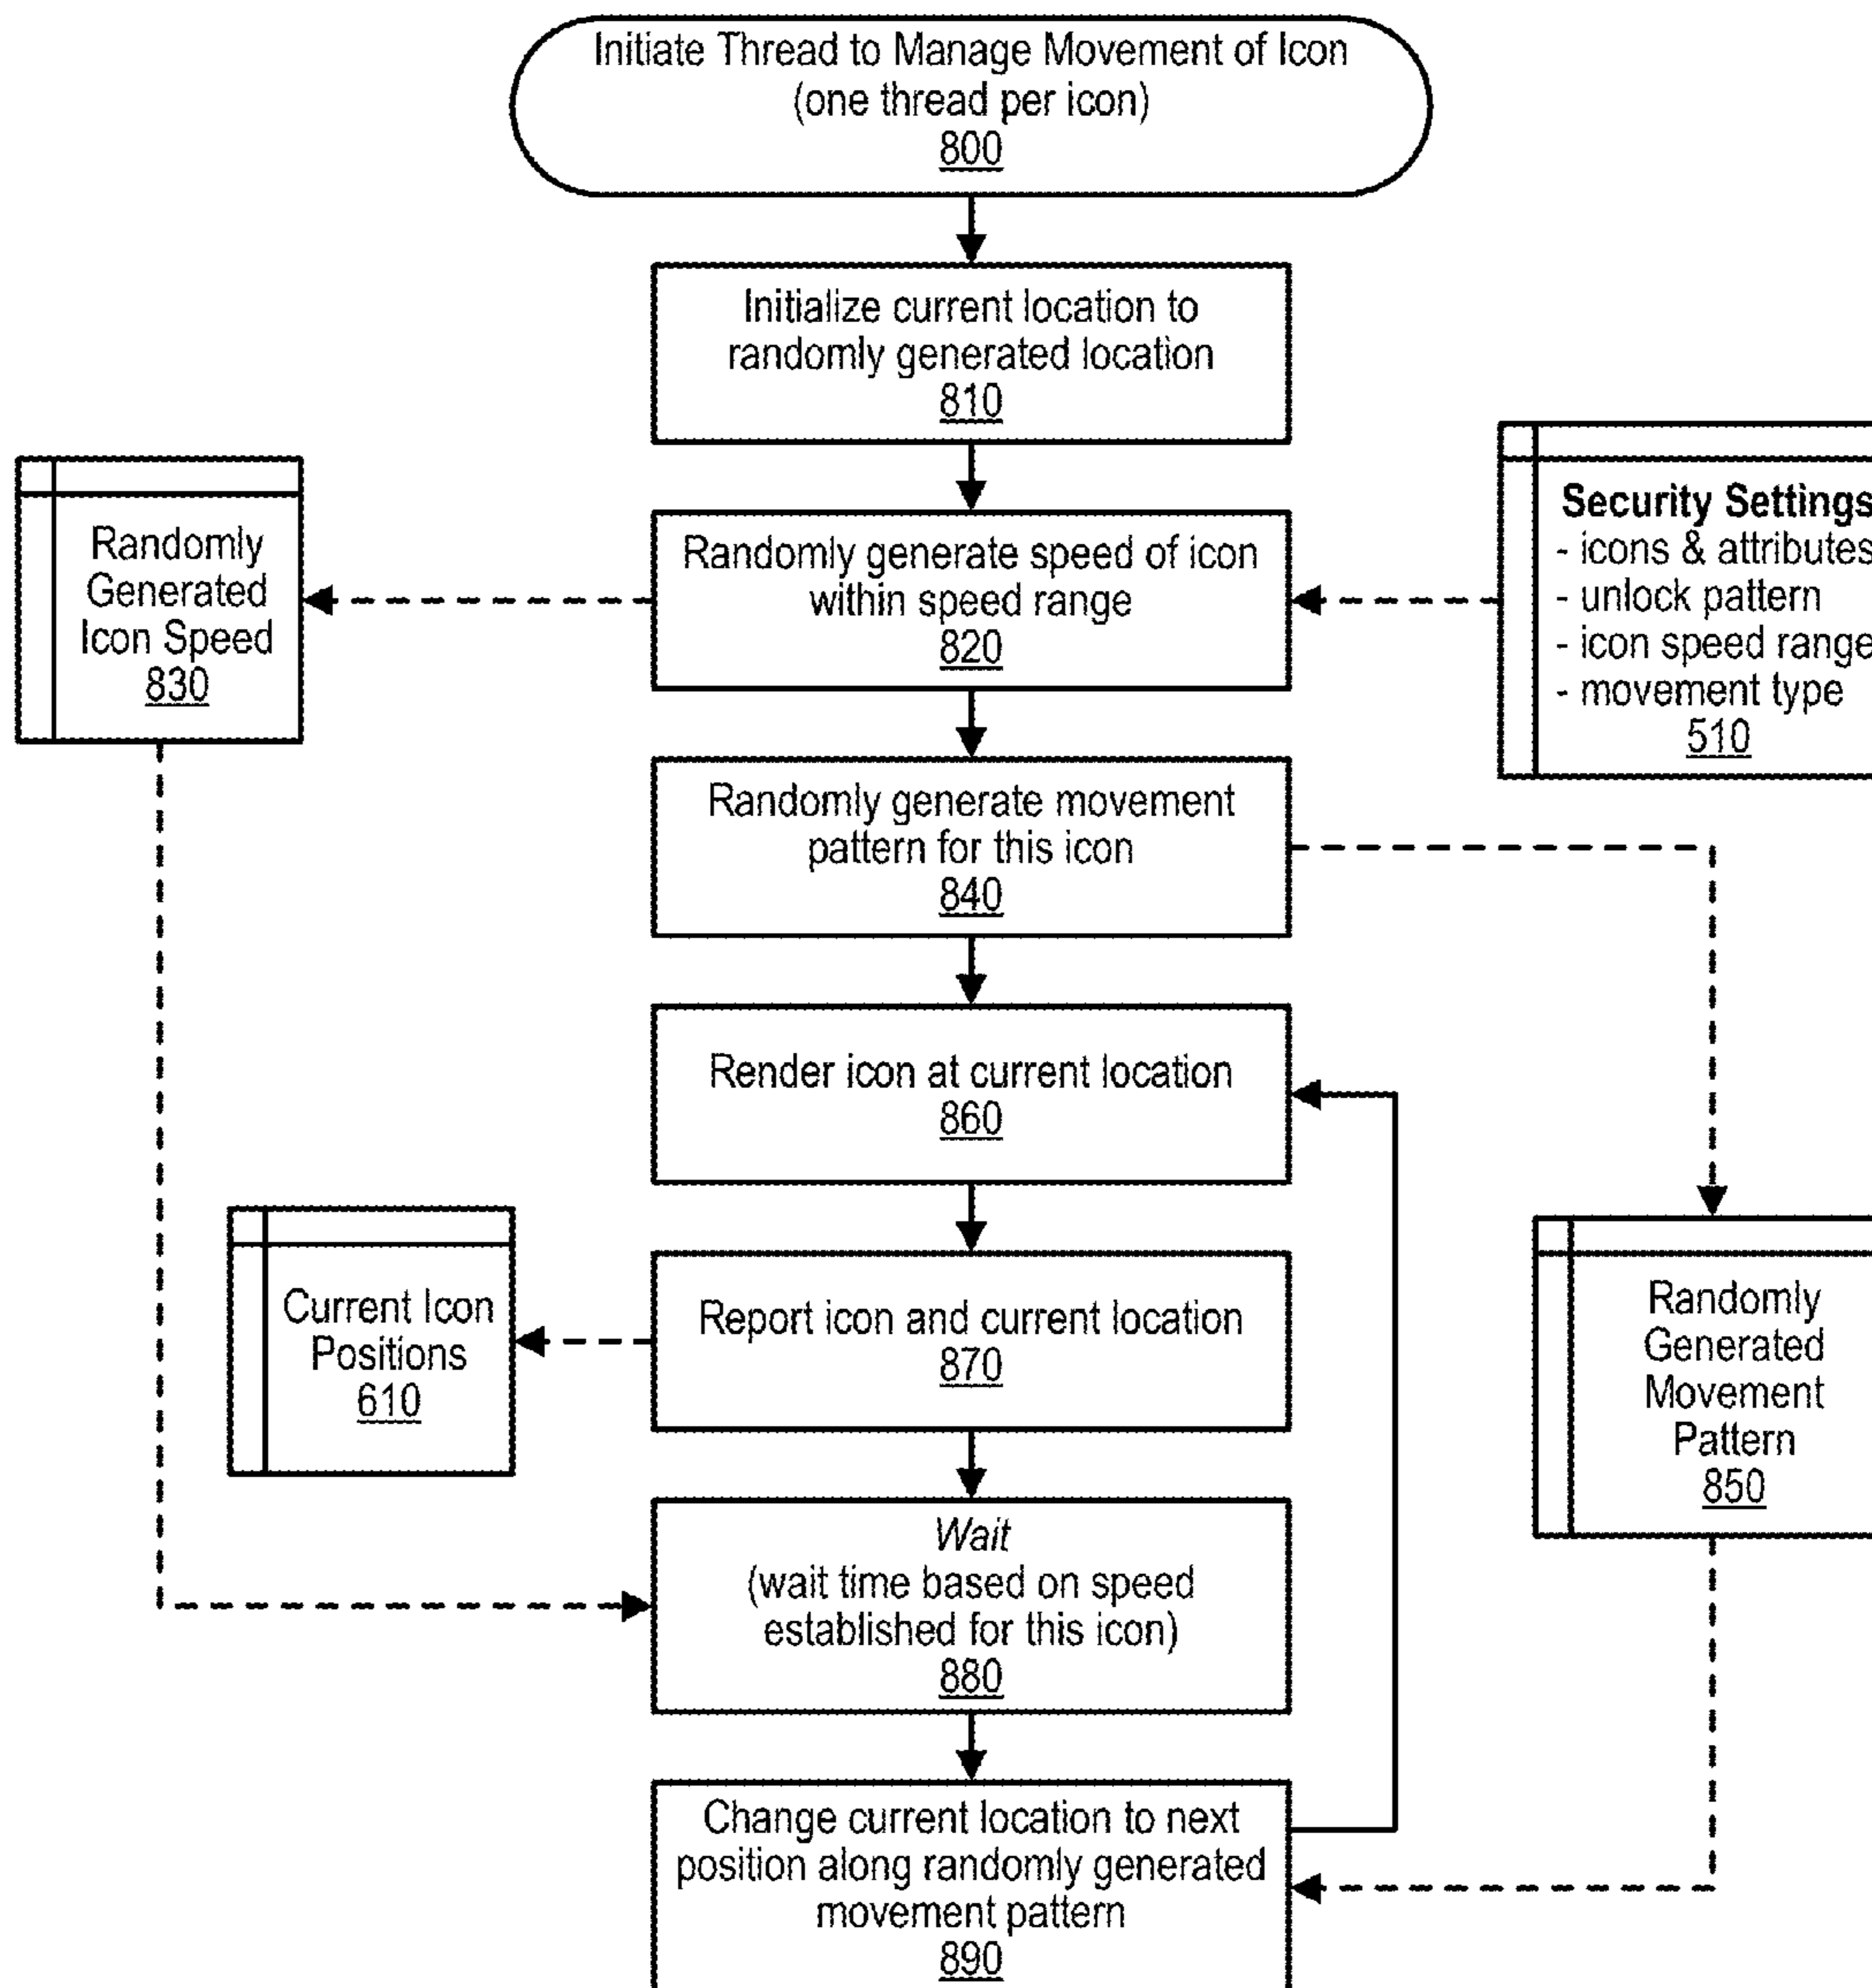 Initiate Thread to Manage Movement of Icon
(one thread per icon)
800
Initialize current location to
randomly generated location
810
Randomly
Generated
Icon Speed
830
Randomly generate speed of icon
within speed range
820
Security Settings
- icons & attributes
- unlock pattern
- icon speed range
- movement type
510
Randomly generate movement
pattern for this icon
840
Render icon at current location
860
Current Icon
Positions
610
Report icon and current location
870
Randomly
Generated
Movement
Pattern
850
Wait
(wait time based on speed
established for this icon)
880
Change current location to next
position along randomly generated
movement pattern
890